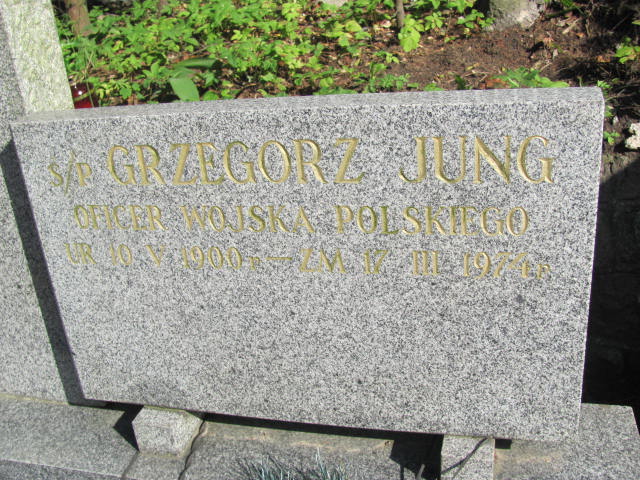 Ś/P GRZEGORZ JUNG
OFICER WOJSKA POLSKIEGO
UR 10 V 1900 R – ZM 17 III 1974 R